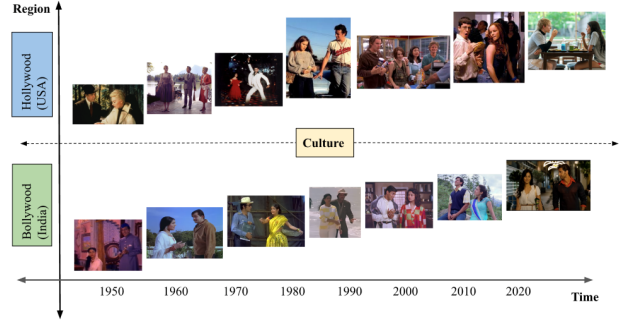 Region
Hollywood
(USA)
Culture
Bollywood
(India)
1950 1960 1970 1980 1990 2000 2010 2020
Time